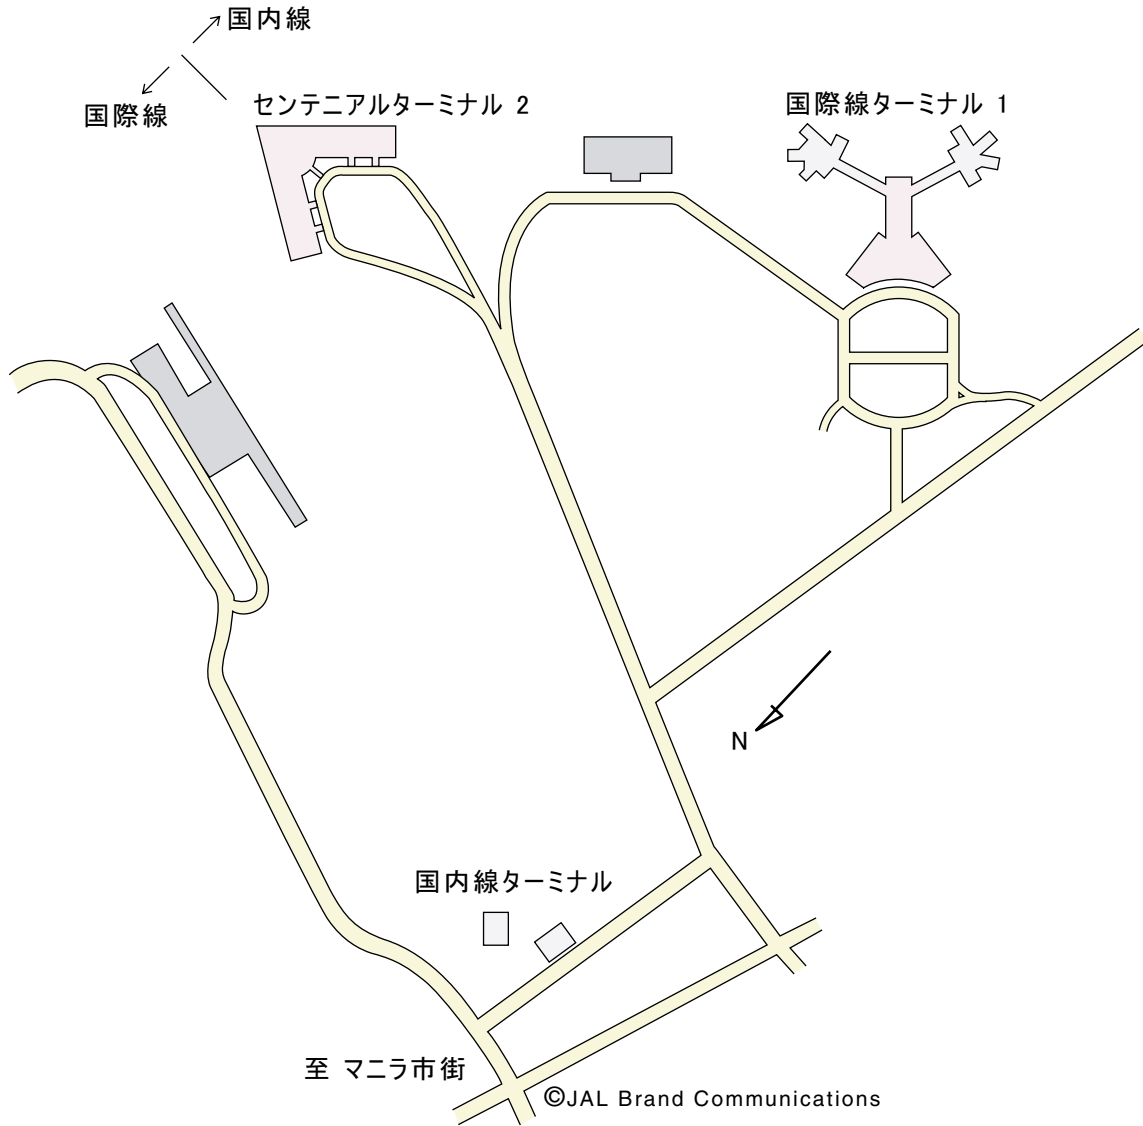 国内線
国際線
センテニアルターミナル 2
国際線ターミナル 1
N
国内線ターミナル
至 マニラ市街
©JAL Brand Communications